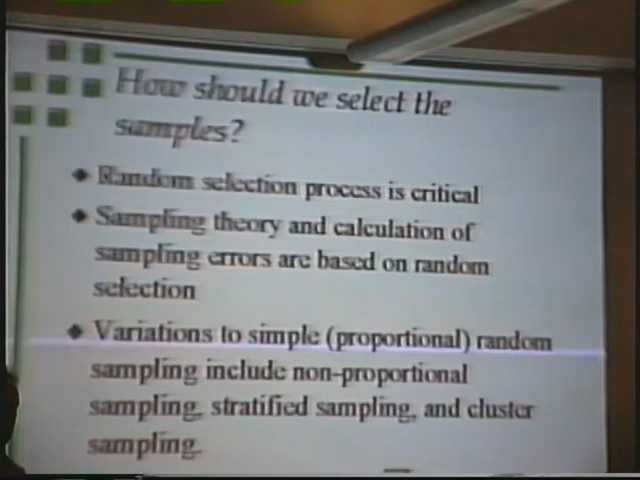 How should we select the
samples?
Random selection process is critical
Sampling theory and calculation of
sampling errors are based on random
selection
Variations to simple (proportional) random
sampling include non-proportional
sampling, stratified sampling, and cluster
sampling.